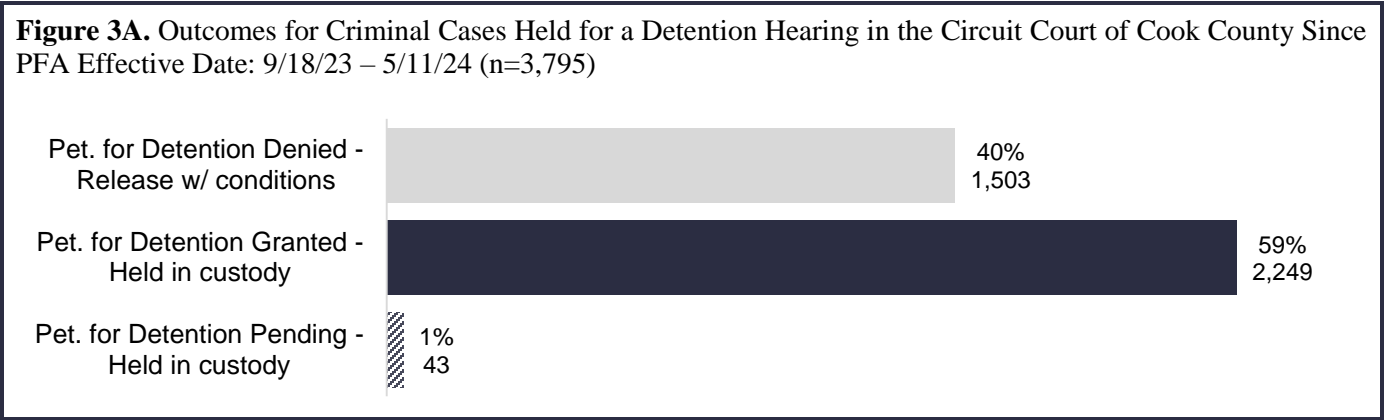 Figure 3A. Outcomes for Criminal Cases Held for a Detention Hearing in the Circuit Court of Cook County Since
PFA Effective Date: 9/18/23 – 5/11/24 (n=3,795)
Pet. for Detention Denied -
Release w/ conditions
40%
1,503
Pet. for Detention Granted -
Held in custody
59%
2,249
Pet. for Detention Pending -
Held in custody
1%
43